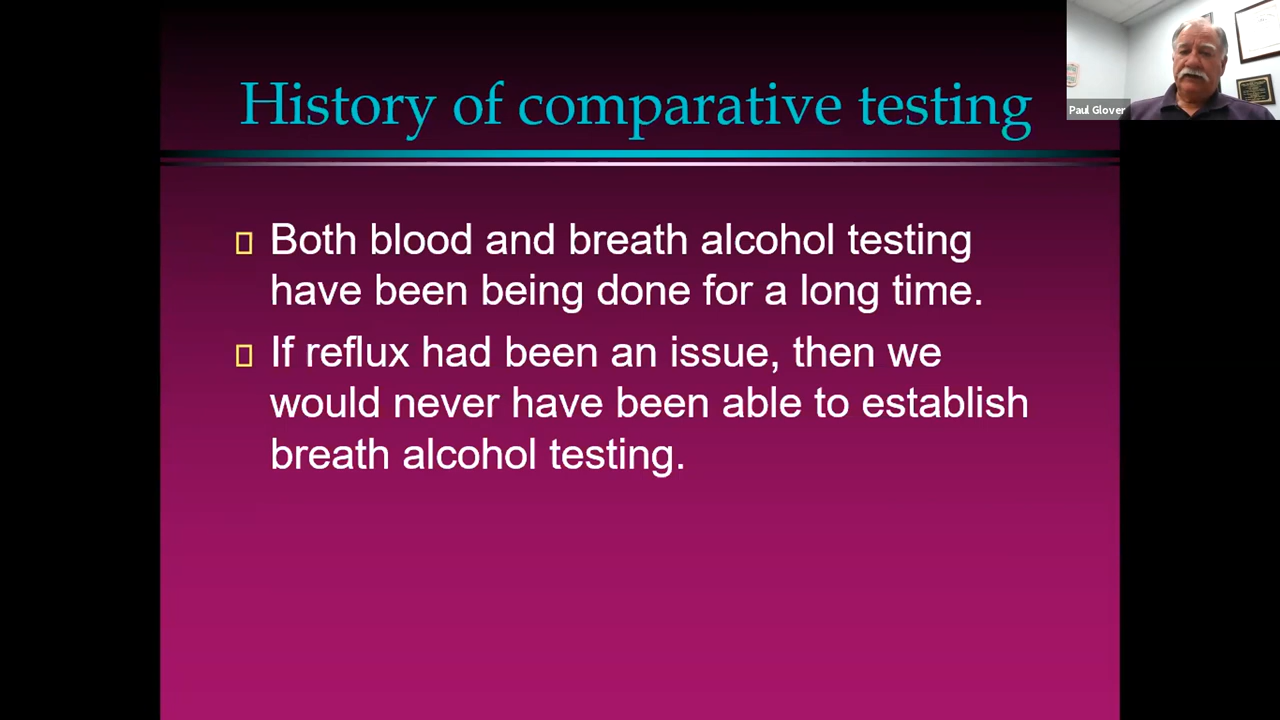 History of comparative testing
Both blood and breath alcohol testing
have been being done for a long time.
If reflux had been an issue, then we
would never have been able to establish
breath alcohol testing.
Paul Glover